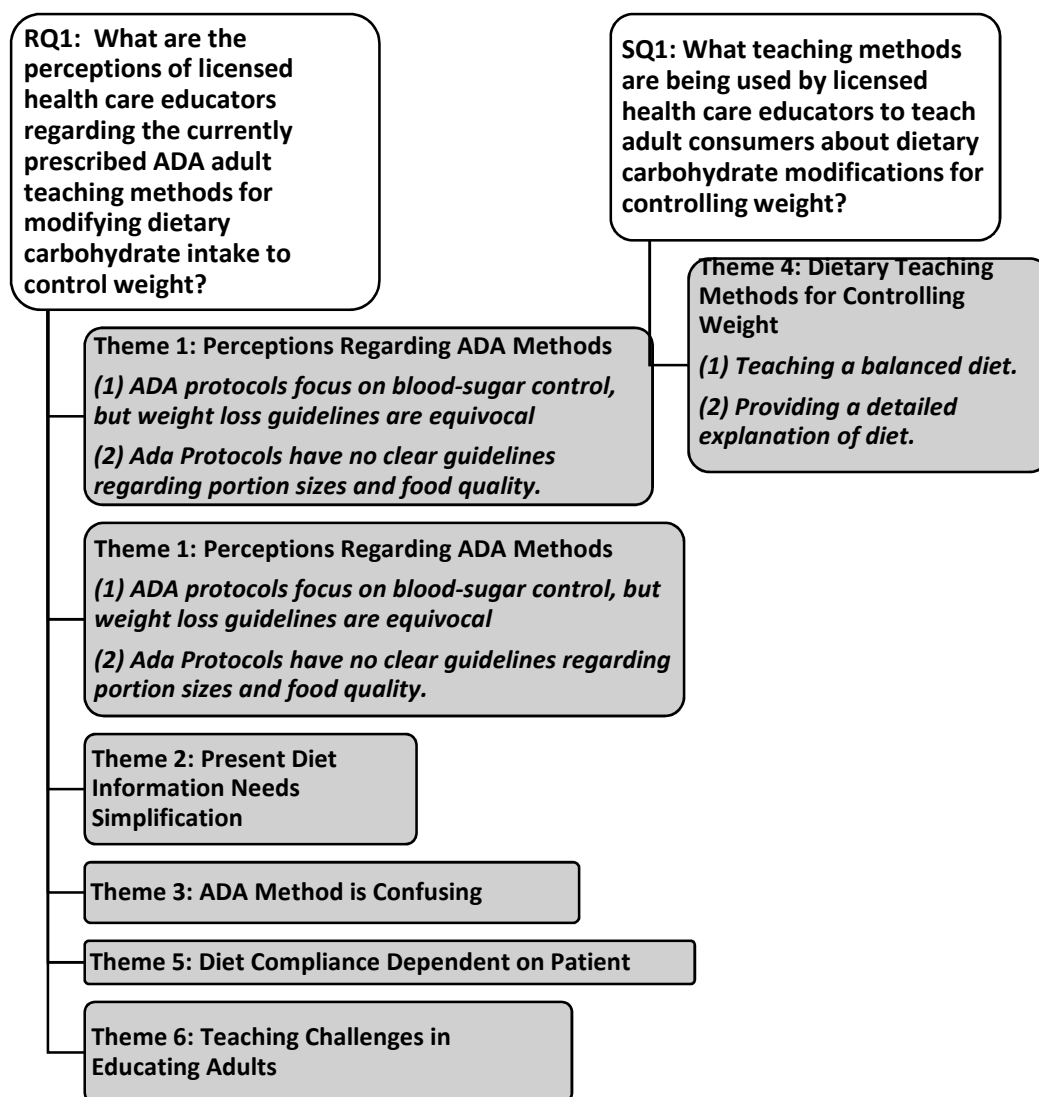 RQ1: What are the
perceptions of licensed
health care educators
regarding the currently
prescribed ADA adult
teaching methods for
modifying dietary
carbohydrate intake to
control weight?
SQ1: What teaching methods
are being used by licensed
health care educators to teach
adult consumers about dietary
carbohydrate modifications for
controlling weight?
Theme 4: Dietary Teaching
Methods for Controlling
Weight
(1) Teaching a balanced diet.
(2) Providing a detailed
explanation of diet.
Theme 1: Perceptions Regarding ADA Methods
(1) ADA protocols focus on blood-sugar control,
but weight loss guidelines are equivocal
(2) Ada Protocols have no clear guidelines
regarding portion sizes and food quality.
Theme 1: Perceptions Regarding ADA Methods
(1) ADA protocols focus on blood-sugar control, but
weight loss guidelines are equivocal
(2) Ada Protocols have no clear guidelines regarding
portion sizes and food quality.
Theme 2: Present Diet
Information Needs
Simplification
Theme 3: ADA Method is Confusing
Theme 5: Diet Compliance Dependent on Patient
Theme 6: Teaching Challenges in
Educating Adults